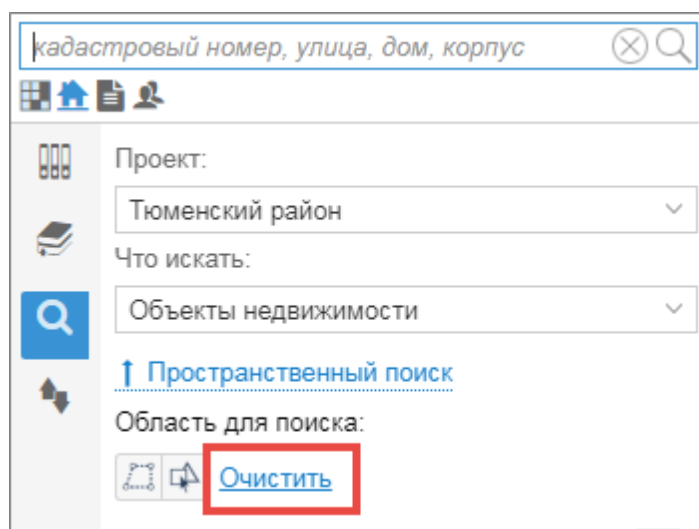 кадастровый номер, улица, дом, корпус
Проект:
Тюменский район
Что искать:
Объекты недвижимости
Пространственный поиск
Область для поиска:
Очистить